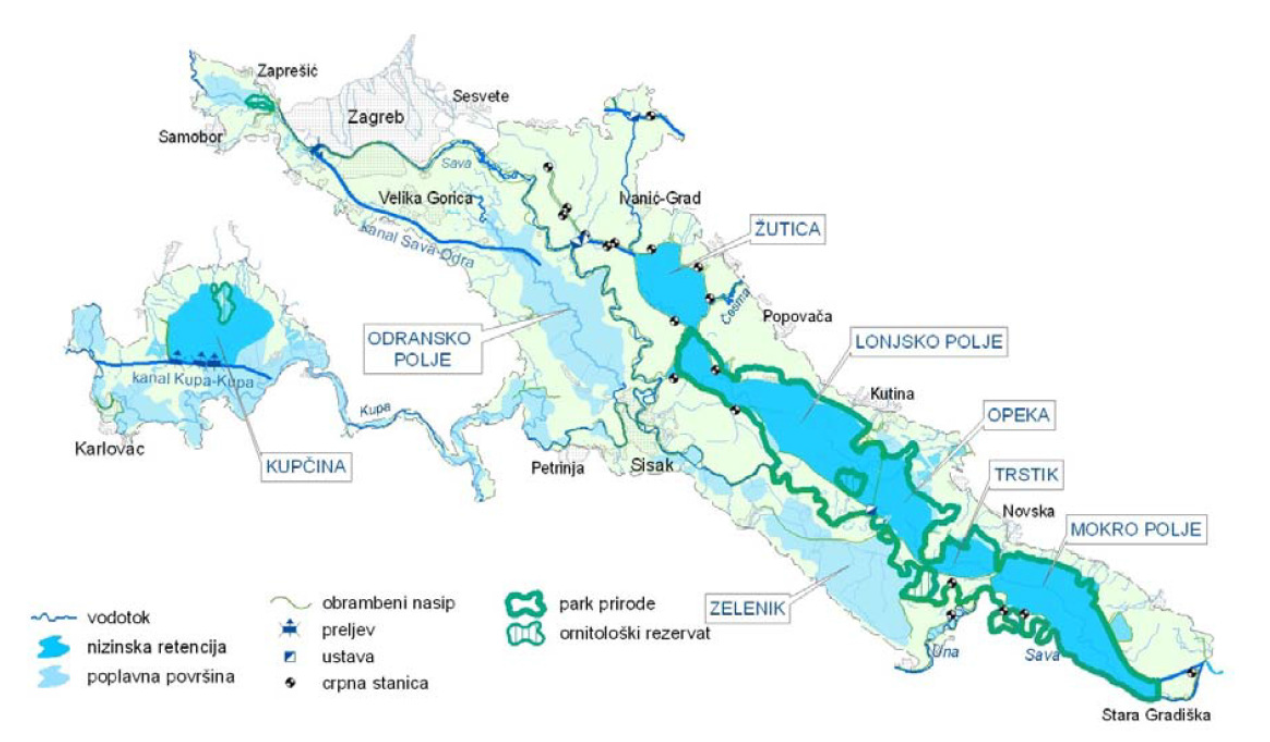 Zaprešić
Sesvete
Zagreb
Samobor
Sava
Velika Gorica
Ivanić-Grad
kanal Sava-Odra
ŽUTICA
Česma
Popovača
ODRANSKO
POLJE
LONJSKO POLJE
kanal Kupa-Kupa
Kutina
Kupa
OPEKA
Karlovac
KUPČINA
Petrinja
Sisak
TRSTIK
Novska
MOKRO POLJE
ZELENIK
Una
Sava
Stara Gradiška
vodotok
nizinska retencija
poplavna površina
obrambeni nasip
preljev
ustava
crpna stanica
park prirode
ornitološki rezervat